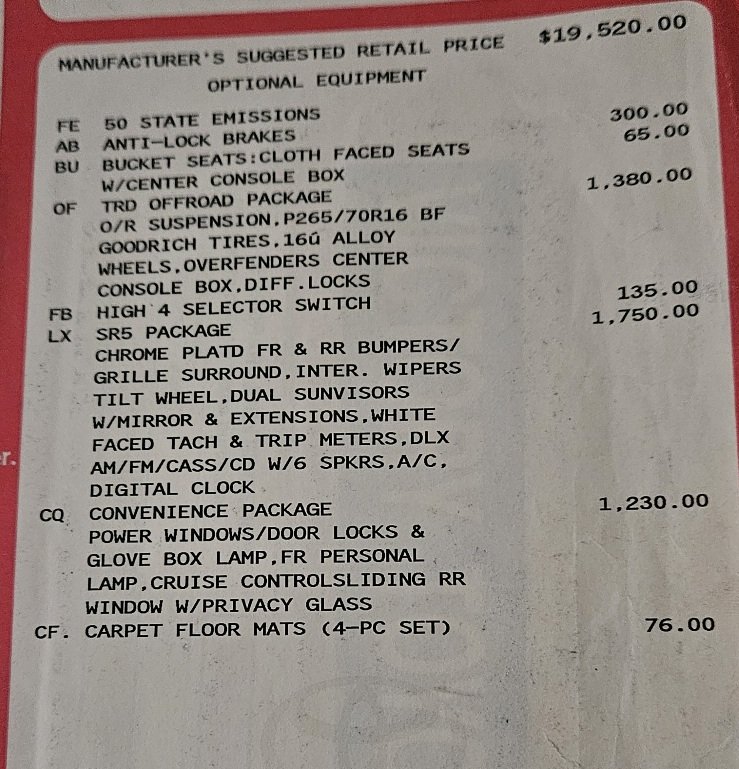 MANUFACTURER'S SUGGESTED RETAIL PRICE $19,520.00
OPTIONAL EQUIPMENT
FE 50 STATE EMISSIONS
AB ANTI-LOCK BRAKES 300.00
BU BUCKET SEATS:CLOTH FACED SEATS 65.00
W/CENTER CONSOLE BOX
OF TRD OFFROAD PACKAGE 1,380.00
O/R SUSPENSION,P265/70R16 BF
GOODRICH TIRES,16ú ALLOY
WHEELS,OVERFENDERS CENTER
CONSOLE BOX,DIFF.LOCKS
FB HIGH 4 SELECTOR SWITCH 135.00
LX SR5 PACKAGE 1,750.00
CHROME PLATD FR & RR BUMPERS/
GRILLE SURROUND,INTER. WIPERS
TILT WHEEL,DUAL SUNVISORS
W/MIRROR & EXTENSIONS,WHITE
FACED TACH & TRIP METERS,DLX
AM/FM/CASS/CD W/6 SPKRS,A/C,
DIGITAL CLOCK
CQ CONVENIENCE PACKAGE 1,230.00
POWER WINDOWS/DOOR LOCKS &
GLOVE BOX LAMP,FR PERSONAL
LAMP,CRUISE CONTROLSLIDING RR
WINDOW W/PRIVACY GLASS
CF. CARPET FLOOR MATS (4-PC SET) 76.00